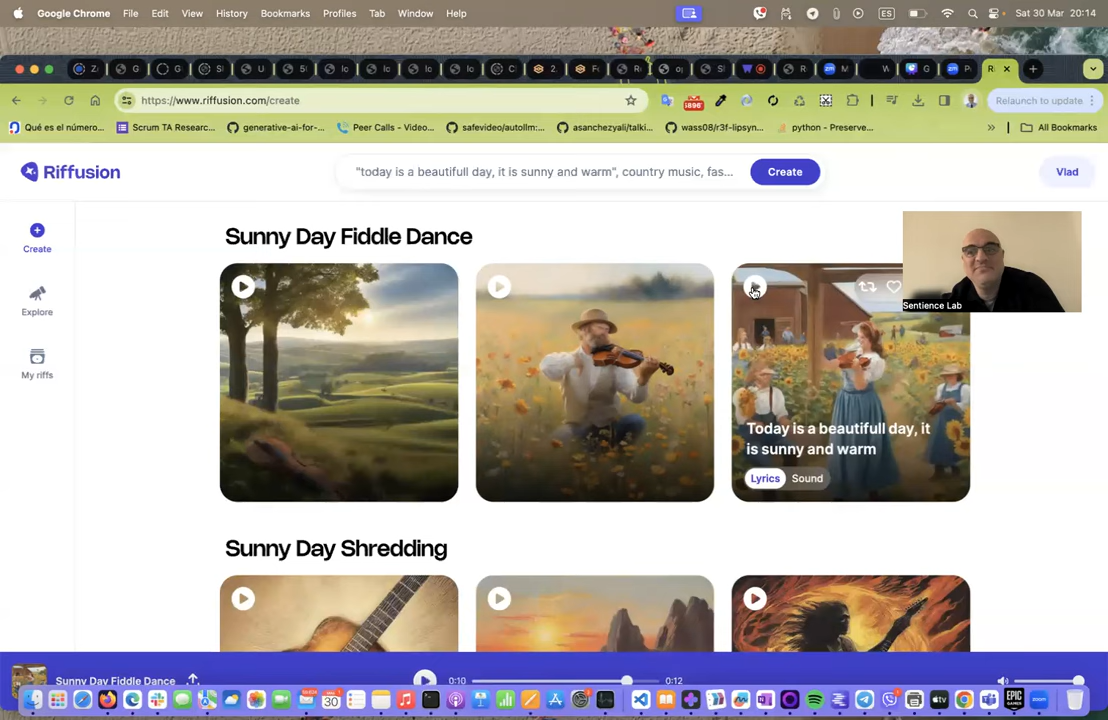 Google Chrome File Edit View History Bookmarks Profiles Tab Window Help ES Sat 30 Mar 20:14
https://www.riffusion.com/create Relaunch to update
Qué es el número... Scrum TA Researc... generative-ai-for-... Peer Calls - Video... safevideo/autollm:... asanchezyali/talki... wass08/r3f-lipsyn... python - Preserve... » All Bookmarks
Riffusion "today is a beautifull day, it is sunny and warm", country music, fas... Create Vlad
Create
Explore
My riffs
Sunny Day Fiddle Dance
Sentience Lab
Today is a beautifull day, it
is sunny and warm
Lyrics Sound
Sunny Day Shredding
Sunny Day Fiddle Dance 0:10 0:12